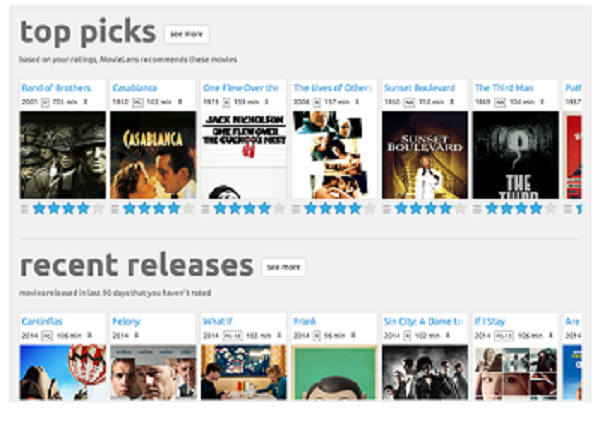 top picks see more
based on your ratings, MovieLens recommends these movies
Band of Brothers Casablanca One Flew Over the The Lives of Others Sunset Boulevard The Third Man Path
2001 R 705 min 1942 PG 102 min 1975 R 133 min 2006 R 137 min 1950 NR 110 min 1949 NR 104 min 1957
CASABLANCA JACK NICHOLSON SUNSET
ONE FLEW OVER BOULEVARD
THE CUCKOO'S NEST THE
THIRD
recent releases see more
movies released in last 90 days that you haven't rated
Cantinflas Felony What If Frank Sin City: A Dame to If I Stay Are
2014 PG 106 min 2014 2014 PG-13 102 min 2014 R 95 min 2014 R 102 min 2014 PG-13 106 min 2014